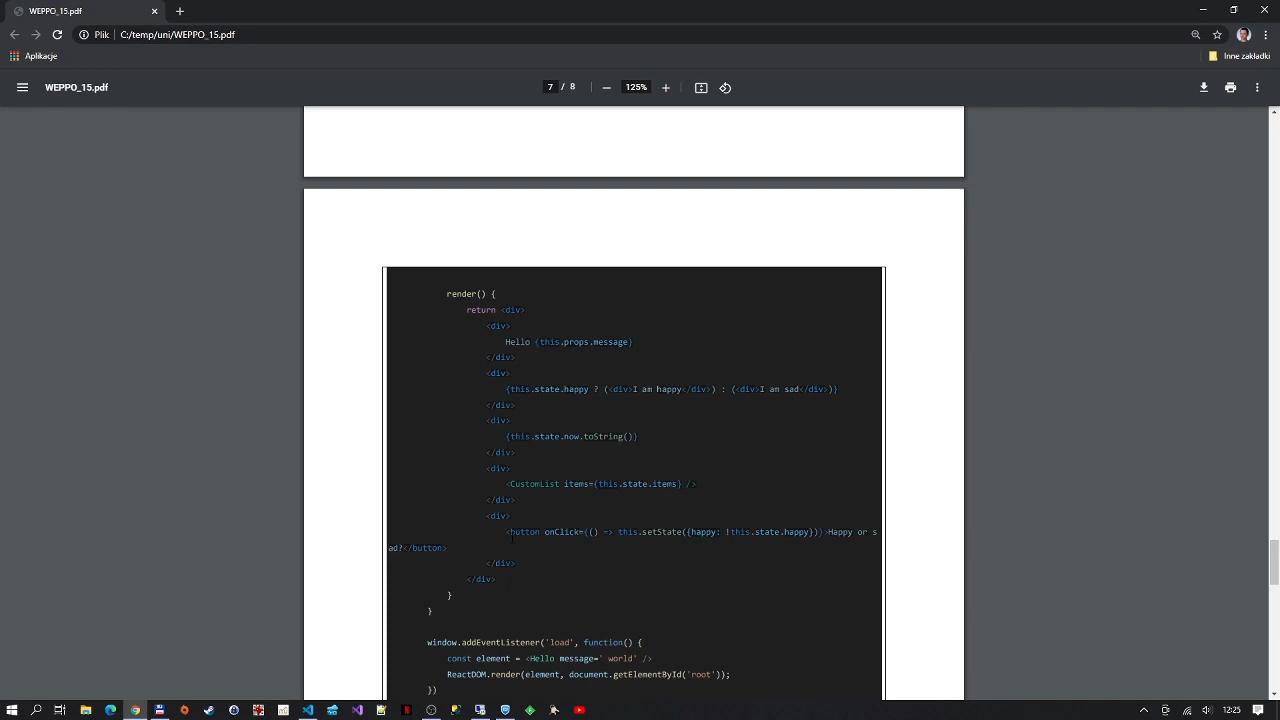 WEPPO_15.pdf
Plik
C:/temp/uni/WEPPO_15.pdf
Aplikacje
Inne zakładki
WEPPO_15.pdf
7 / 8
125%
render() {
return <div>
<div>
Hello {this.props.message}
</div>
<div>
{this.state.happy ? (<div>I am happy</div>) : (<div>I am sad</div>)}
</div>
<div>
{this.state.now.toString()}
</div>
<div>
<CustomList items={this.state.items} />
</div>
<div>
<button onClick={() => this.setState({happy: !this.state.happy})}>Happy or s
ad?</button>
</div>
</div>
}
}
window.addEventListener('load', function() {
const element = <Hello message=' world' />
ReactDOM.render(element, document.getElementById('root'));
})
12:25